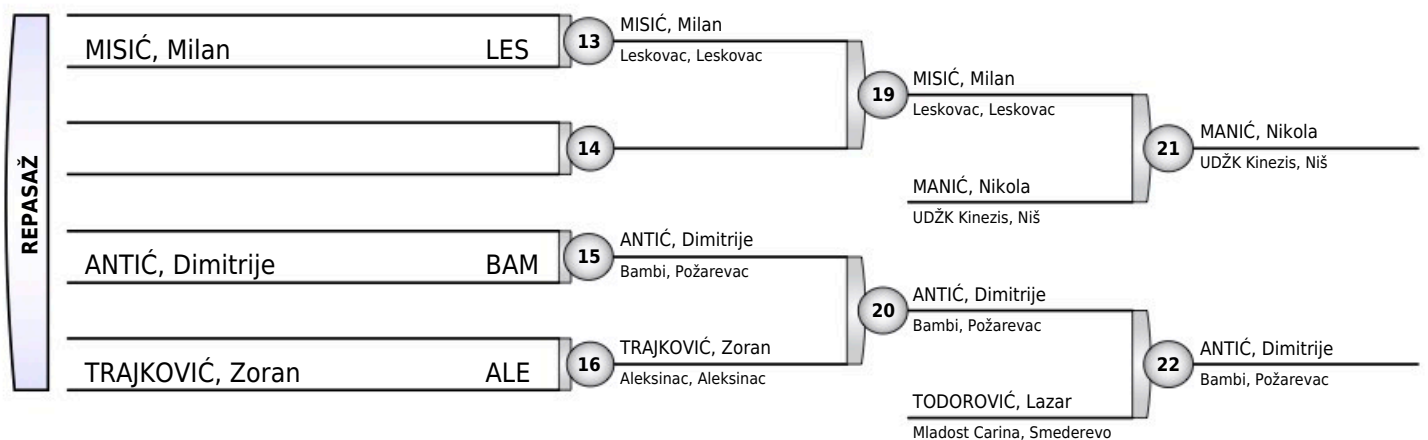 REPASAŽ
MISIĆ, Milan LES
13
MISIĆ, Milan
Leskovac, Leskovac
14
19
MISIĆ, Milan
Leskovac, Leskovac
MANIĆ, Nikola
UDŽK Kinezis, Niš
21
MANIĆ, Nikola
UDŽK Kinezis, Niš
ANTIĆ, Dimitrije BAM
15
ANTIĆ, Dimitrije
Bambi, Požarevac
TRAJKOVIĆ, Zoran ALE
16
TRAJKOVIĆ, Zoran
Aleksinac, Aleksinac
20
ANTIĆ, Dimitrije
Bambi, Požarevac
TODOROVIĆ, Lazar
Mladost Carina, Smederevo
22
ANTIĆ, Dimitrije
Bambi, Požarevac